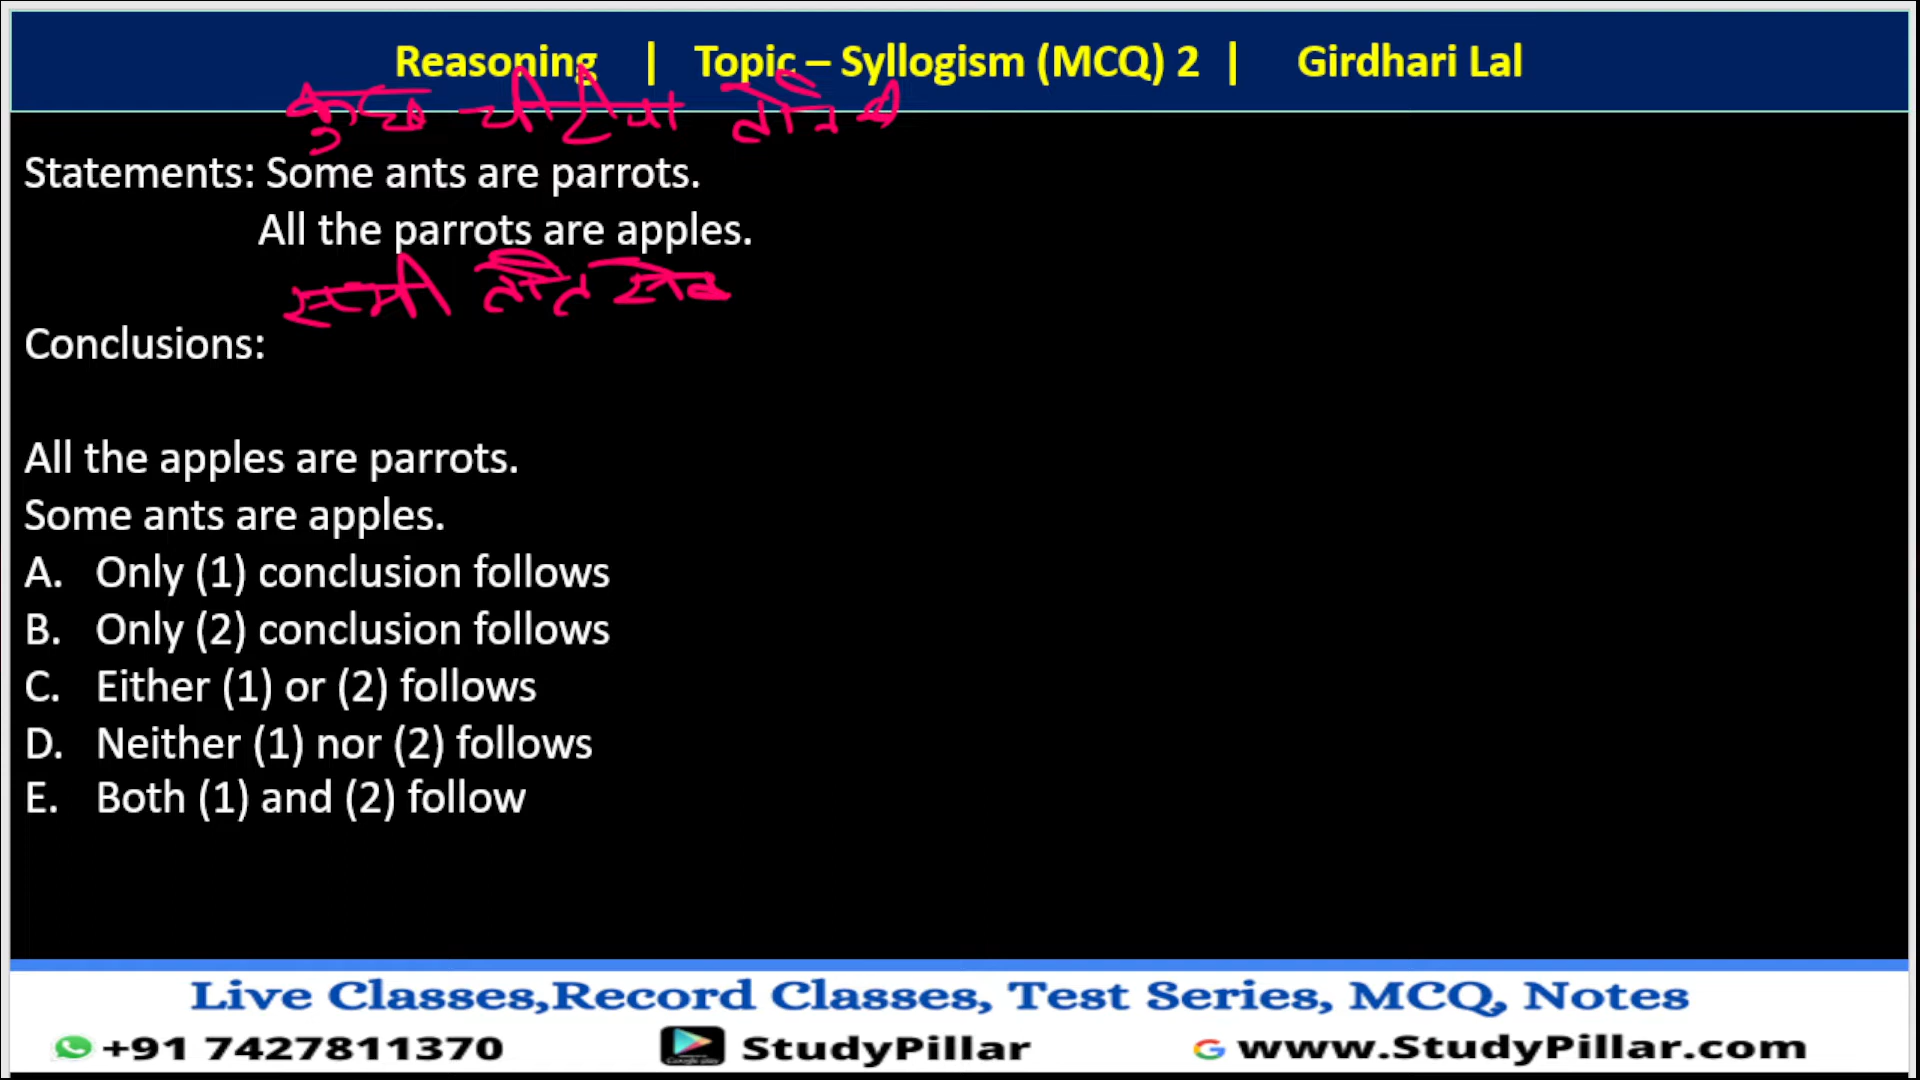 Reasoning | Topic – Syllogism (MCQ) 2 | Girdhari Lal
Statements: Some ants are parrots.
All the parrots are apples.
Conclusions:
All the apples are parrots.
Some ants are apples.
A. Only (1) conclusion follows
B. Only (2) conclusion follows
C. Either (1) or (2) follows
D. Neither (1) nor (2) follows
E. Both (1) and (2) follow
Live Classes,Record Classes, Test Series, MCQ, Notes
+91 7427811370 StudyPillar www.StudyPillar.com